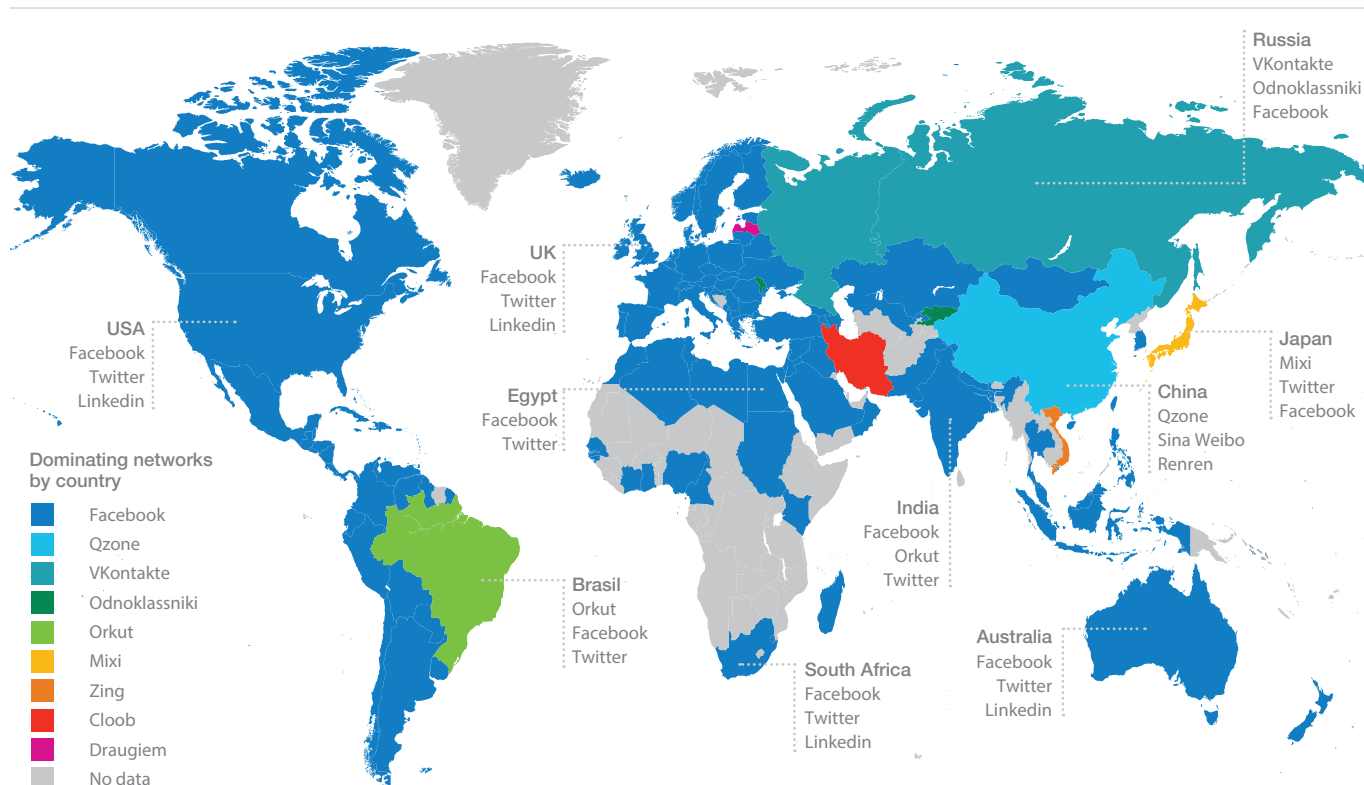 Russia
VKontakte
Odnoklassniki
Facebook
UK
Facebook
Twitter
Linkedin
USA
Facebook
Twitter
Linkedin
Japan
Mixi
Twitter
Facebook
Egypt
Facebook
Twitter
China
Qzone
Sina Weibo
Renren
India
Facebook
Orkut
Twitter
Brasil
Orkut
Facebook
Twitter
South Africa
Facebook
Twitter
Linkedin
Australia
Facebook
Twitter
Linkedin
Dominating networks
by country
Facebook
Qzone
VKontakte
Odnoklassniki
Orkut
Mixi
Zing
Cloob
Draugiem
No data